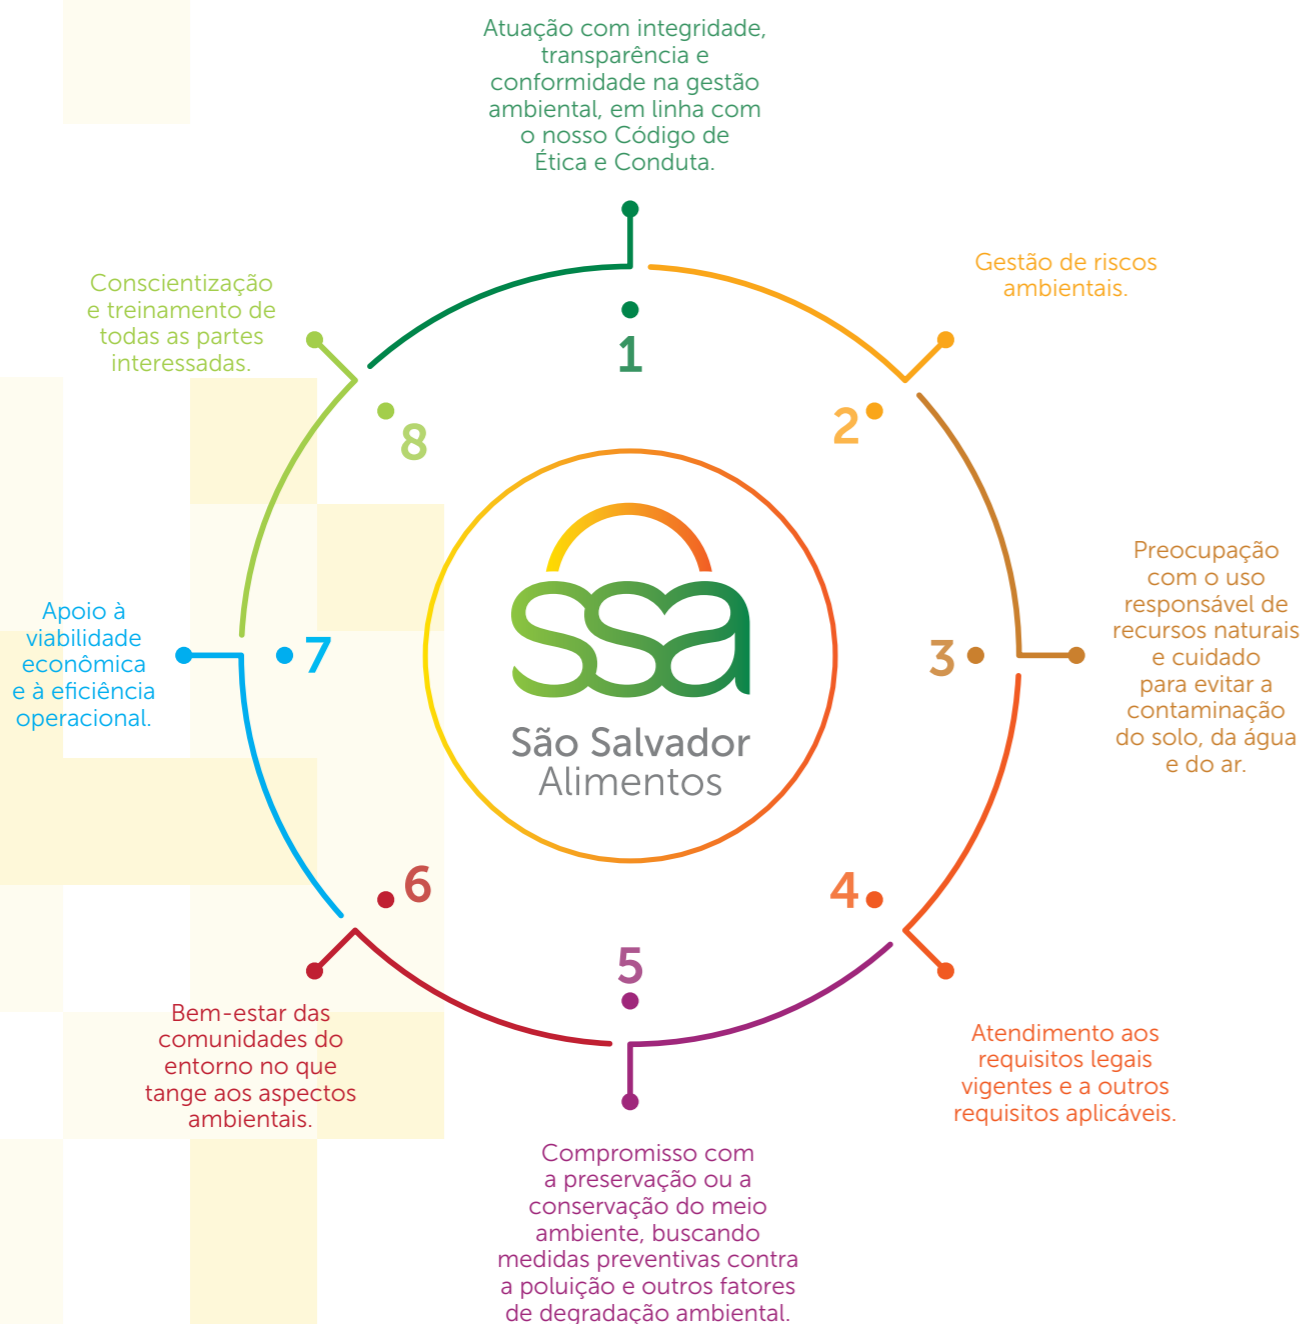 Atuação com integridade,
transparência e
conformidade na gestão
ambiental, em linha com
o nosso Código de
Ética e Conduta.
1
Gestão de riscos
ambientais.
2
Preocupação
com o uso
responsável de
recursos naturais
e cuidado
para evitar a
contaminação
do solo, da água
e do ar.
3
Atendimento aos
requisitos legais
vigentes e a outros
requisitos aplicáveis.
4
5
Compromisso com
a preservação ou a
conservação do meio
ambiente, buscando
medidas preventivas contra
a poluição e outros fatores
de degradação ambiental.
6
Bem-estar das
comunidades do
entorno no que
tange aos aspectos
ambientais.
7
Apoio à
viabilidade
econômica
e à eficiência
operacional.
8
Conscientização
e treinamento de
todas as partes
interessadas.
ssa
São Salvador
Alimentos